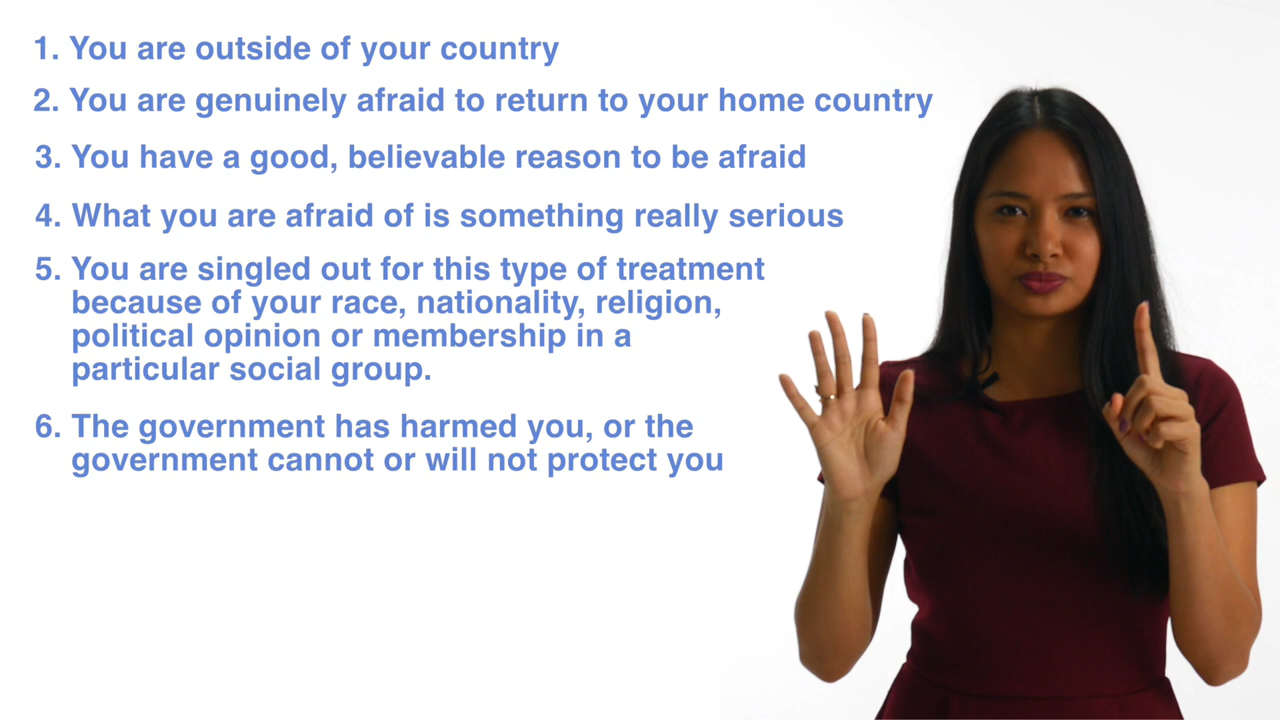 1. You are outside of your country
2. You are genuinely afraid to return to your home country
3. You have a good, believable reason to be afraid
4. What you are afraid of is something really serious
5. You are singled out for this type of treatment
because of your race, nationality, religion,
political opinion or membership in a
particular social group.
6. The government has harmed you, or the
government cannot or will not protect you